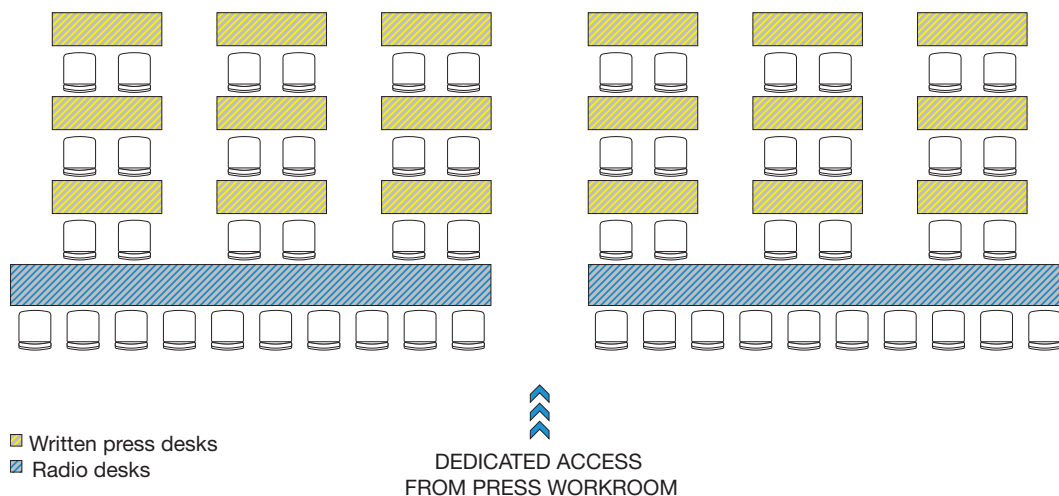 Written press desks
Radio desks
DEDICATED ACCESS
FROM PRESS WORKROOM